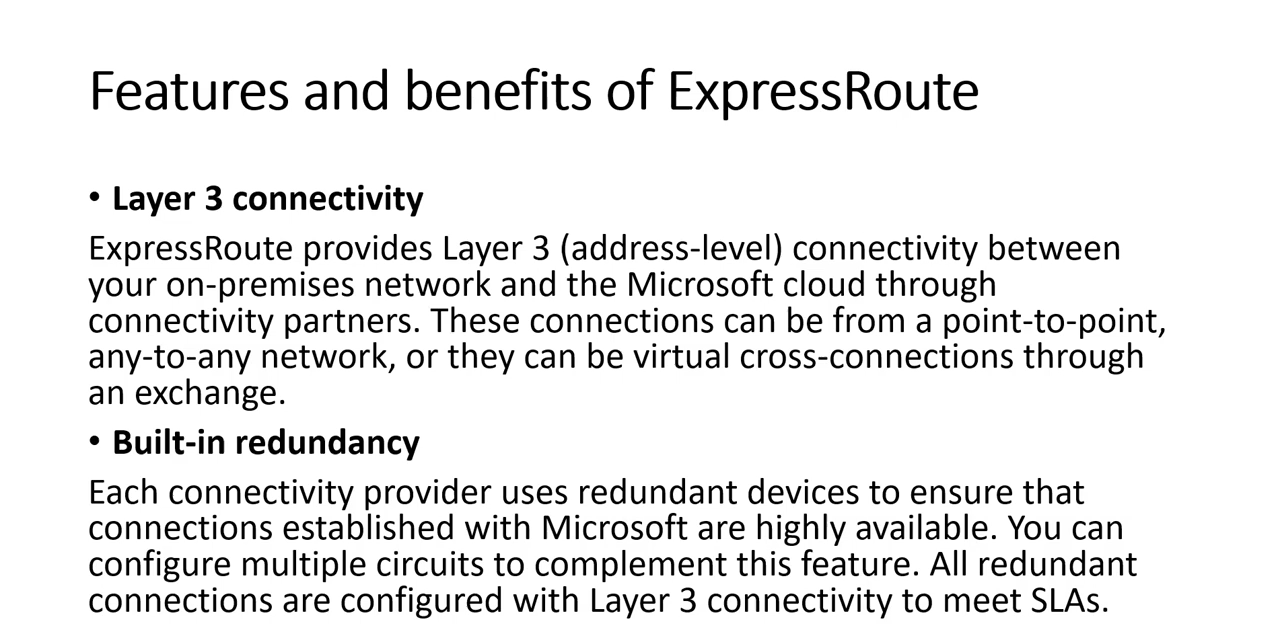 Features and benefits of ExpressRoute
• Layer 3 connectivity
ExpressRoute provides Layer 3 (address-level) connectivity between
your on-premises network and the Microsoft cloud through
connectivity partners. These connections can be from a point-to-point,
any-to-any network, or they can be virtual cross-connections through
an exchange.
• Built-in redundancy
Each connectivity provider uses redundant devices to ensure that
connections established with Microsoft are highly available. You can
configure multiple circuits to complement this feature. All redundant
connections are configured with Layer 3 connectivity to meet SLAs.